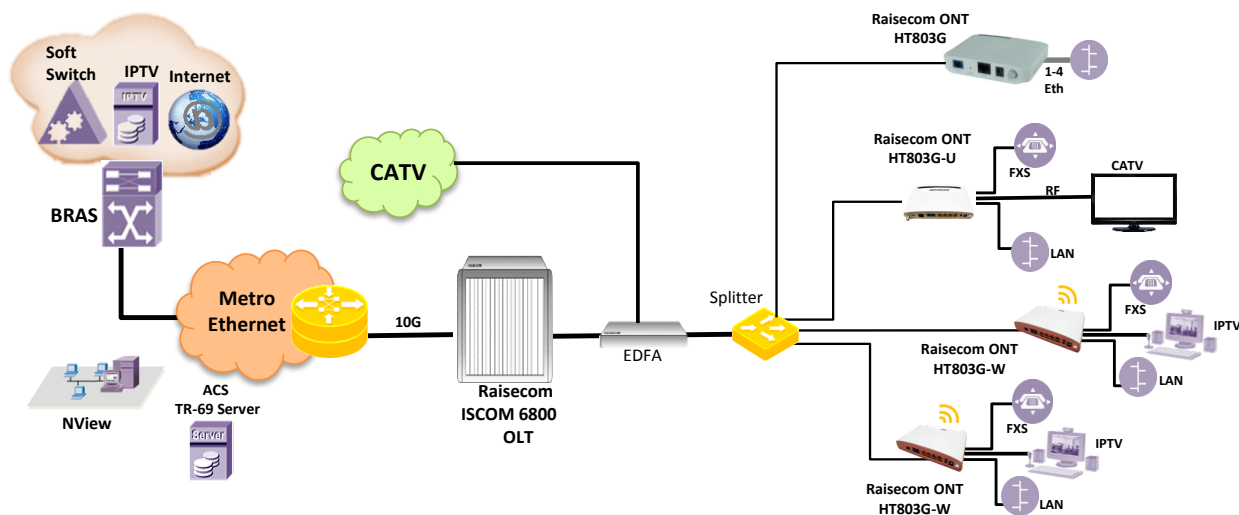 Soft
Switch
IPTV
Internet
IPTV
BRAS
Metro
Ethernet
NView
ACS
TR-69 Server
Server
CATV
10G
Raisecom
ISCOM 6800
OLT
EDFA
Splitter
Raisecom ONT
HT803G
1-4
Eth
Raisecom ONT
HT803G-U
FXS
RF
CATV
LAN
Raisecom ONT
HT803G-W
FXS
IPTV
LAN
Raisecom ONT
HT803G-W
FXS
IPTV
LAN